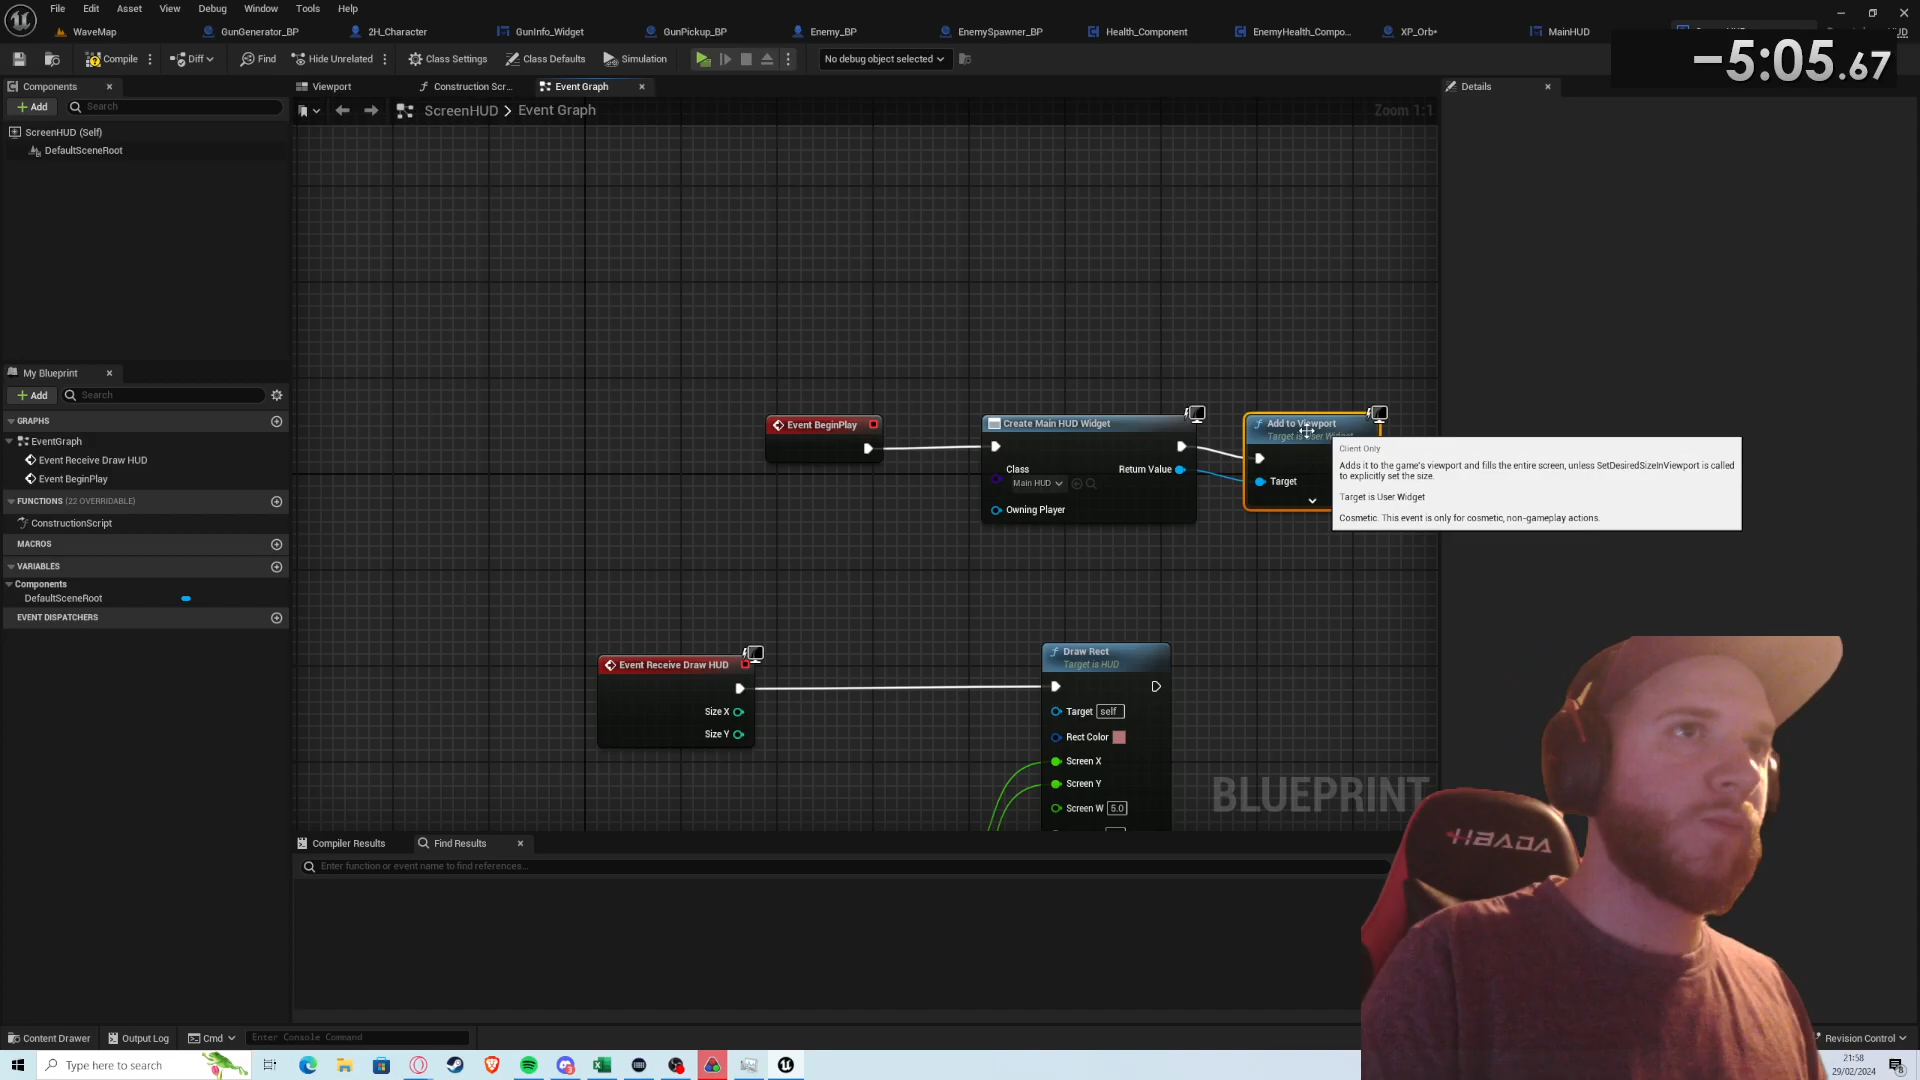 File Edit Asset View Debug Window Tools Help
WaveMap GunGenerator_BP 2H_Character GunInfo_Widget GunPickup_BP Enemy_BP EnemySpawner_BP Health_Component EnemyHealth_Compo... XP_Orb• MainHUD
Compile Diff Find Hide Unrelated Class Settings Class Defaults Simulation No debug object selected
−5:05.67
Components
Add Search
ScreenHUD (Self)
DefaultSceneRoot
My Blueprint
Add Search
GRAPHS
EventGraph
Event Receive Draw HUD
Event BeginPlay
FUNCTIONS (22 OVERRIDABLE)
ConstructionScript
MACROS
VARIABLES
Components
DefaultSceneRoot
EVENT DISPATCHERS
Viewport Construction Scr... Event Graph
ScreenHUD > Event Graph Zoom 1:1
Details
Event BeginPlay
Create Main HUD Widget
Class
Main HUD
Return Value
Owning Player
Add to Viewport
Target is User Widget
Target
Client Only
Adds it to the game's viewport and fills the entire screen, unless SetDesiredSizeInViewport is called
to explicitly set the size.
Target is User Widget
Cosmetic. This event is only for cosmetic, non-gameplay actions.
Event Receive Draw HUD
Size X
Size Y
Draw Rect
Target is HUD
Target self
Rect Color
Screen X
Screen Y
Screen W 5.0
BLUEPRINT
Compiler Results Find Results
Enter function or event name to find references...
HBADA
Content Drawer Output Log Cmd Enter Console Command Revision Control
Type here to search
21:58
29/02/2024